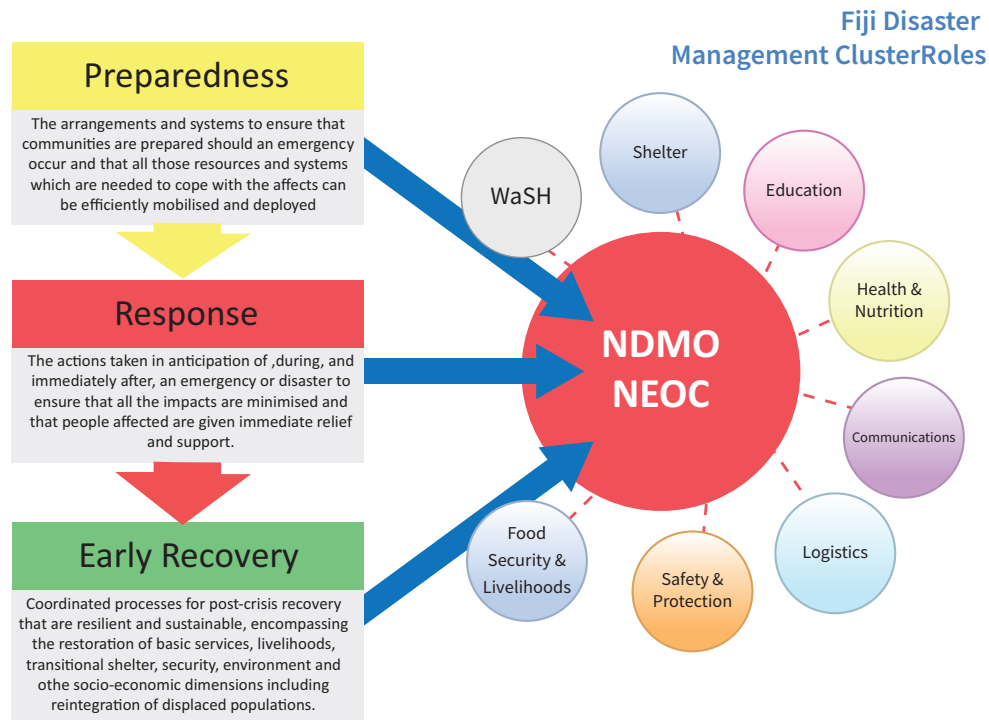 Fiji Disaster
Management ClusterRoles
Preparedness
The arrangements and systems to ensure that
communities are prepared should an emergency
occur and that all those resources and systems
which are needed to cope with the affects can
be efficiently mobilised and deployed
Response
The actions taken in anticipation of ,during, and
immediately after, an emergency or disaster to
ensure that all the impacts are minimised and
that people affected are given immediate relief
and support.
Early Recovery
Coordinated processes for post-crisis recovery
that are resilient and sustainable, encompassing
the restoration of basic services, livelihoods,
transitional shelter, security, environment and
othe socio-economic dimensions including
reintegration of displaced populations.
NDMO
NEOC
WaSH
Shelter
Education
Health &
Nutrition
Communications
Logistics
Safety &
Protection
Food
Security &
Livelihoods